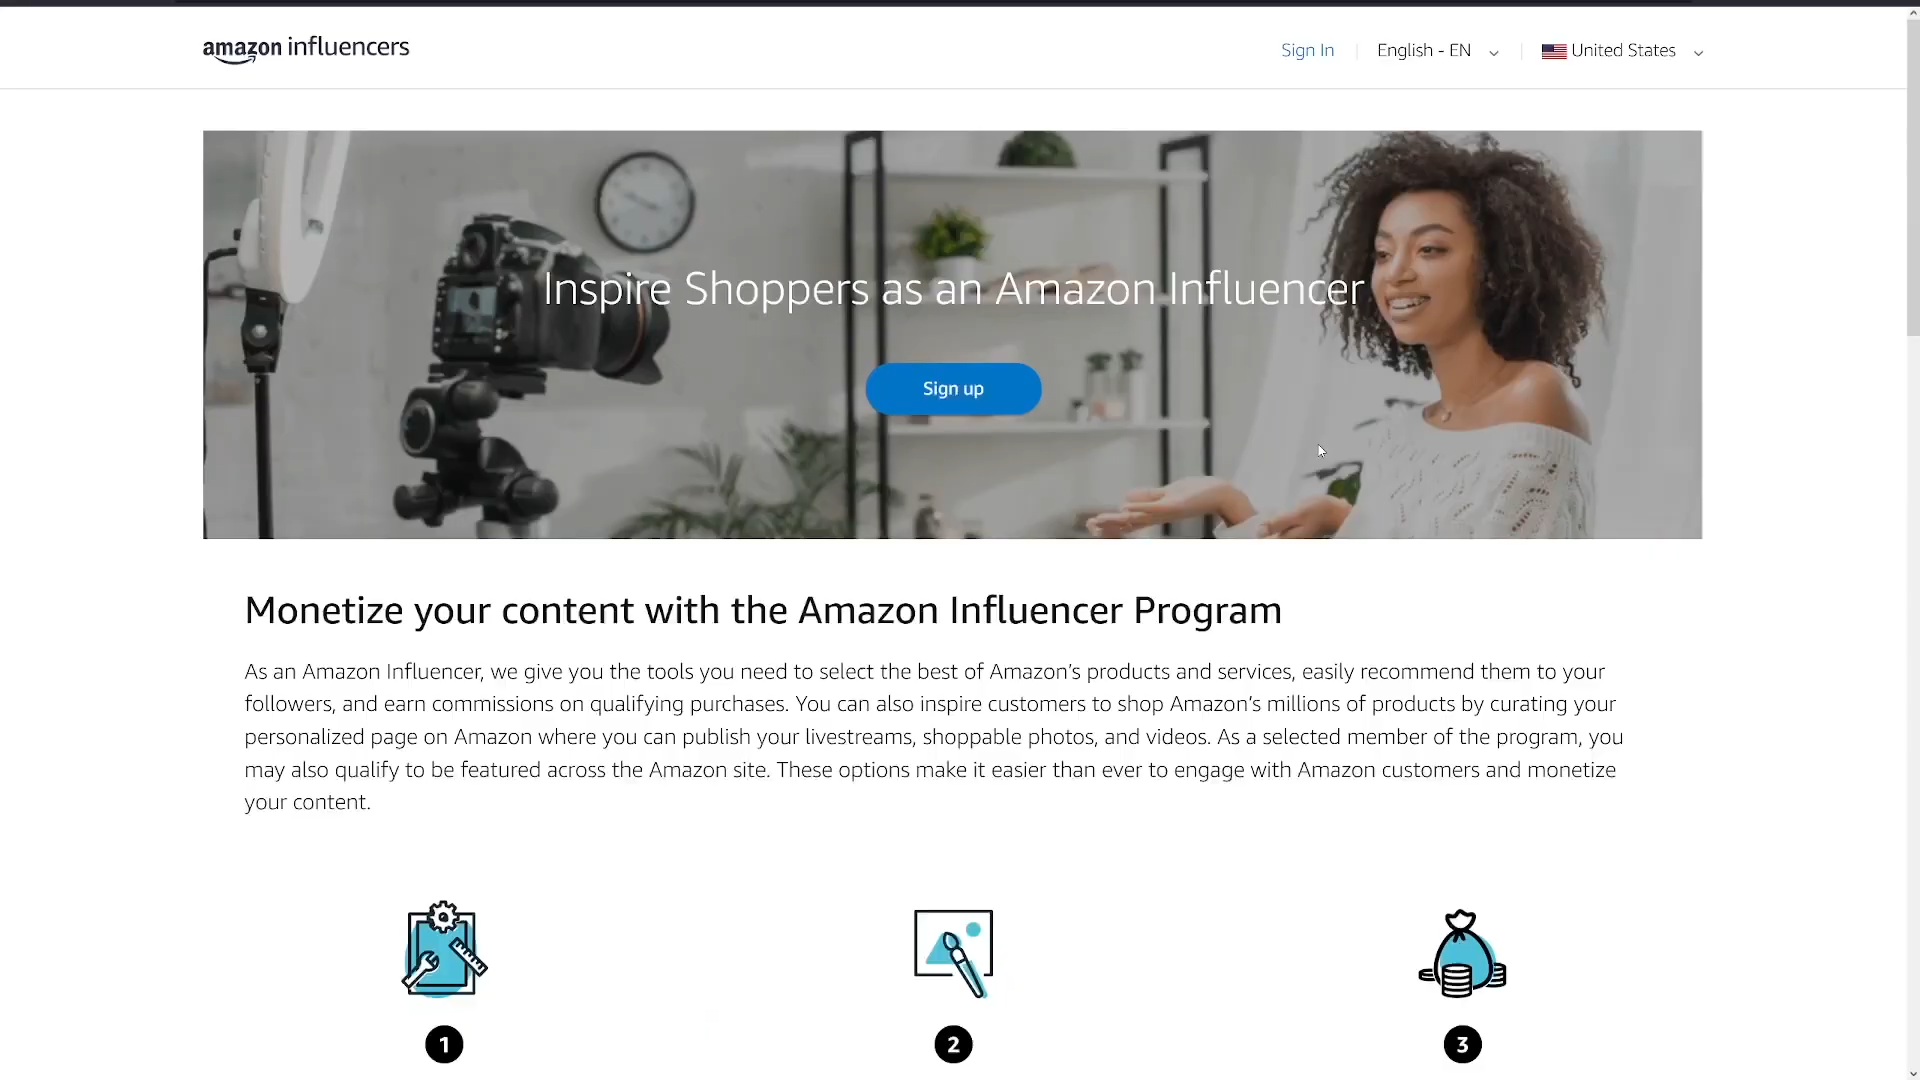 amazon influencers
Sign In
English - EN
United States
Inspire Shoppers as an Amazon Influencer
Sign up
Monetize your content with the Amazon Influencer Program
As an Amazon Influencer, we give you the tools you need to select the best of Amazon’s products and services, easily recommend them to your
followers, and earn commissions on qualifying purchases. You can also inspire customers to shop Amazon’s millions of products by curating your
personalized page on Amazon where you can publish your livestreams, shoppable photos, and videos. As a selected member of the program, you
may also qualify to be featured across the Amazon site. These options make it easier than ever to engage with Amazon customers and monetize
your content.
1
2
3